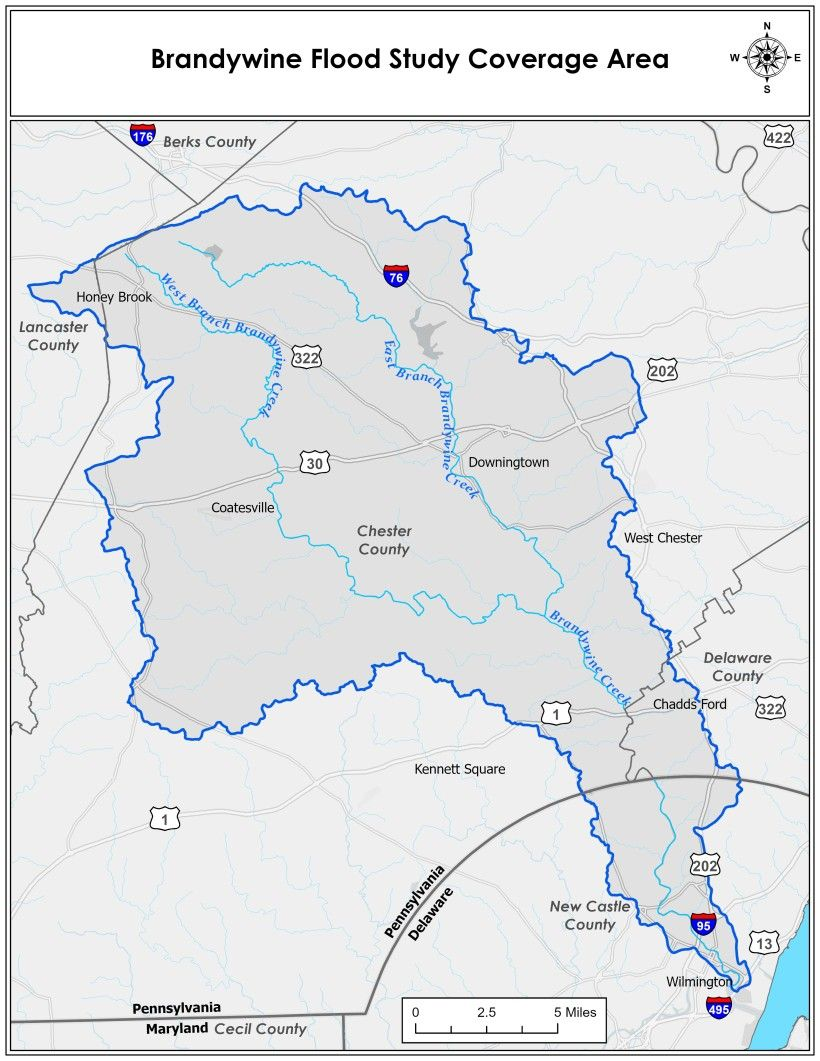 Brandywine Flood Study Coverage Area
N
W
E
S
176
Berks County
422
76
Honey Brook
West Branch Brandywine Creek
Lancaster
County
322
East Branch Brandywine Creek
202
30
Downingtown
Coatesville
Chester
County
West Chester
Brandywine Creek
Delaware
County
Chadds Ford
322
1
Kennett Square
1
202
Pennsylvania
Delaware
New Castle
County
95
13
Wilmington
495
Pennsylvania
Maryland
Cecil County
0
2.5
5 Miles